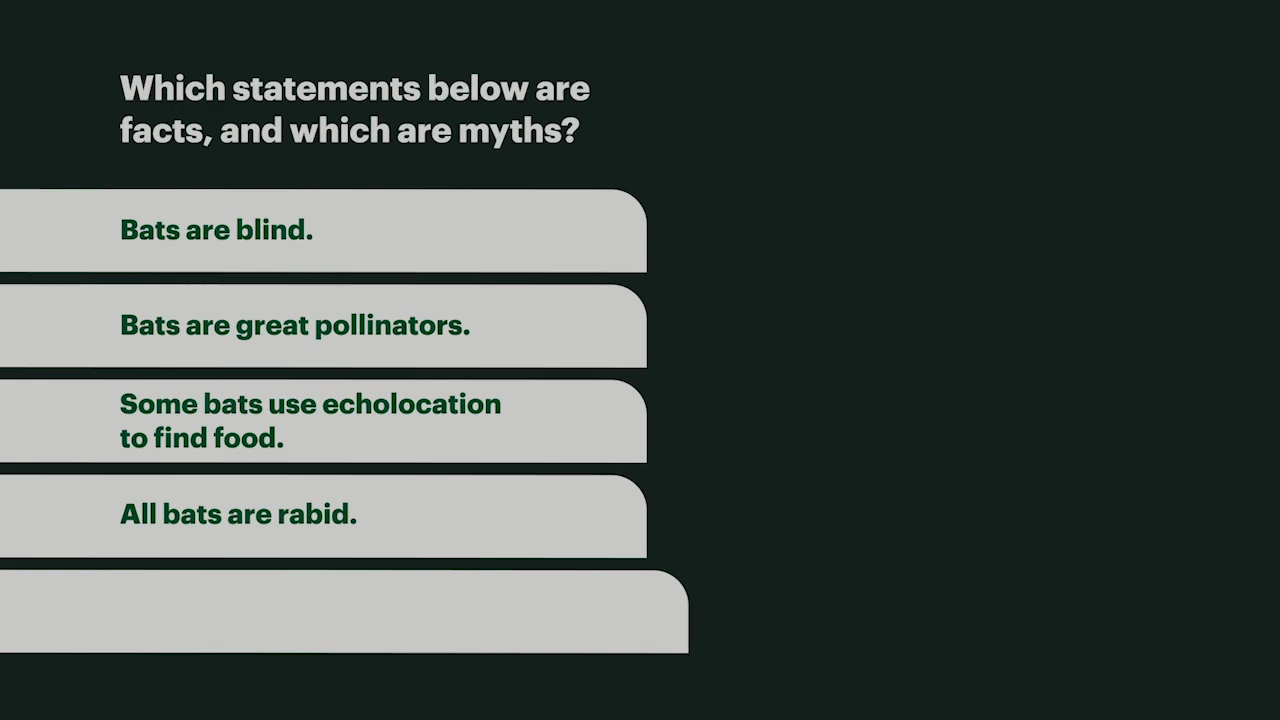 Which statements below are
facts, and which are myths?
Bats are blind.
Bats are great pollinators.
Some bats use echolocation
to find food.
All bats are rabid.